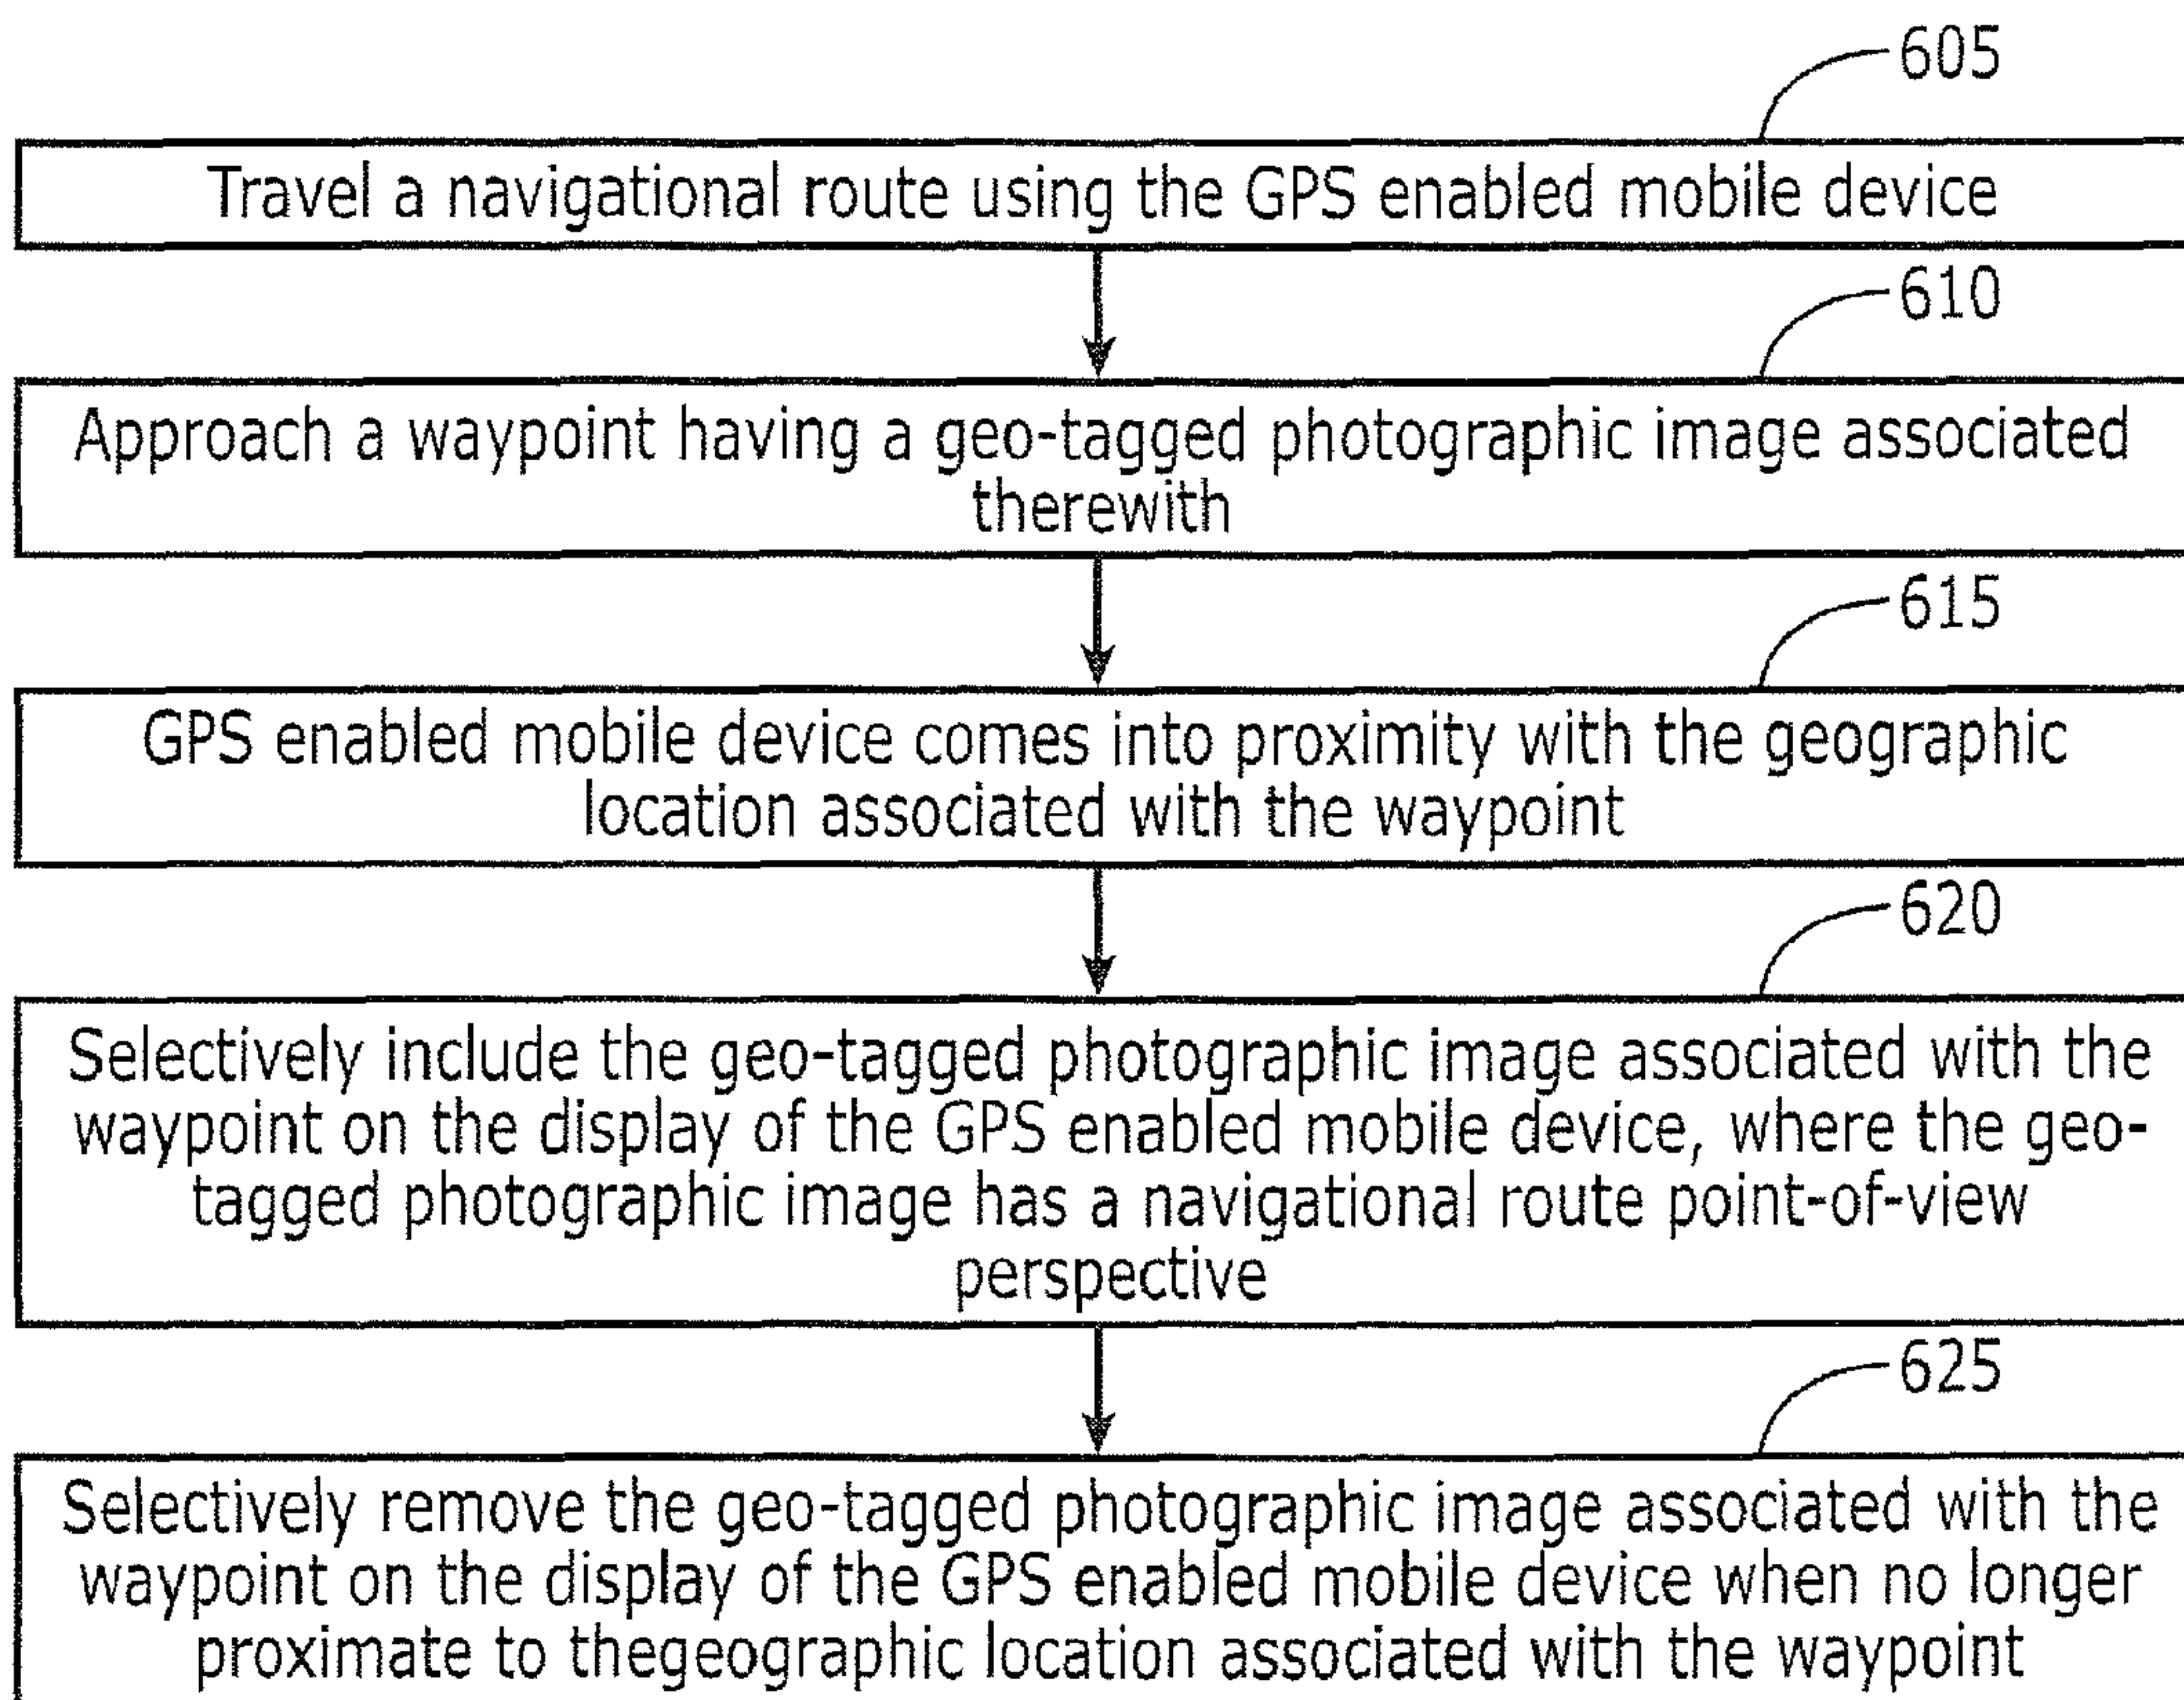 605
Travel a navigational route using the GPS enabled mobile device
610
Approach a waypoint having a geo-tagged photographic image associated
therewith
615
GPS enabled mobile device comes into proximity with the geographic
location associated with the waypoint
620
Selectively include the geo-tagged photographic image associated with the
waypoint on the display of the GPS enabled mobile device, where the geo-
tagged photographic image has a navigational route point-of-view
perspective
625
Selectively remove the geo-tagged photographic image associated with the
waypoint on the display of the GPS enabled mobile device when no longer
proximate to thegeographic location associated with the waypoint